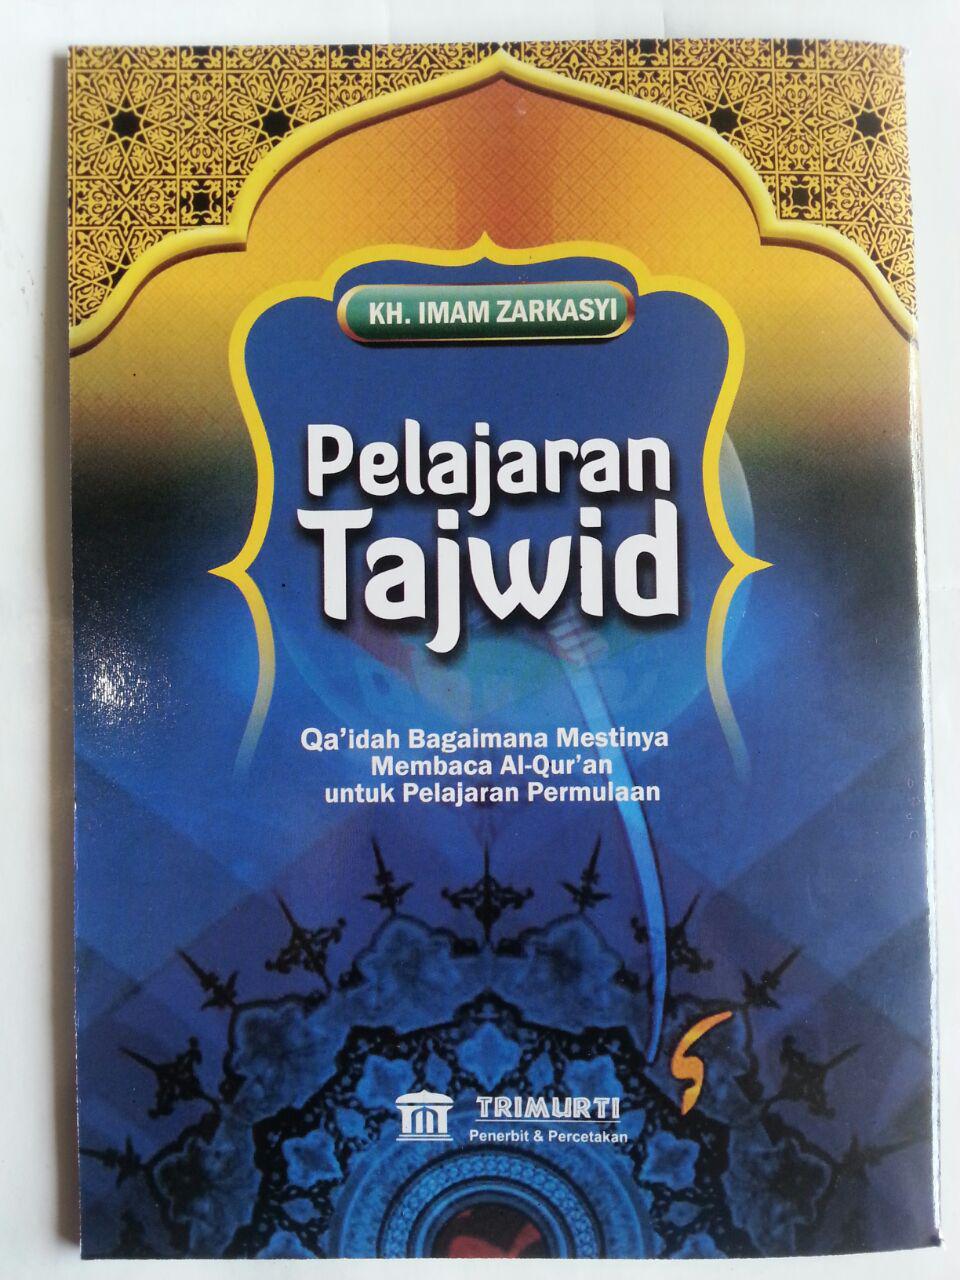 KH. IMAM ZARKASYI
Pelajaran
Tajwid
Qa'idah Bagaimana Mestinya
Membaca Al-Qur'an
untuk Pelajaran Permulaan
TRIMURTI
Penerbit & Percetakan